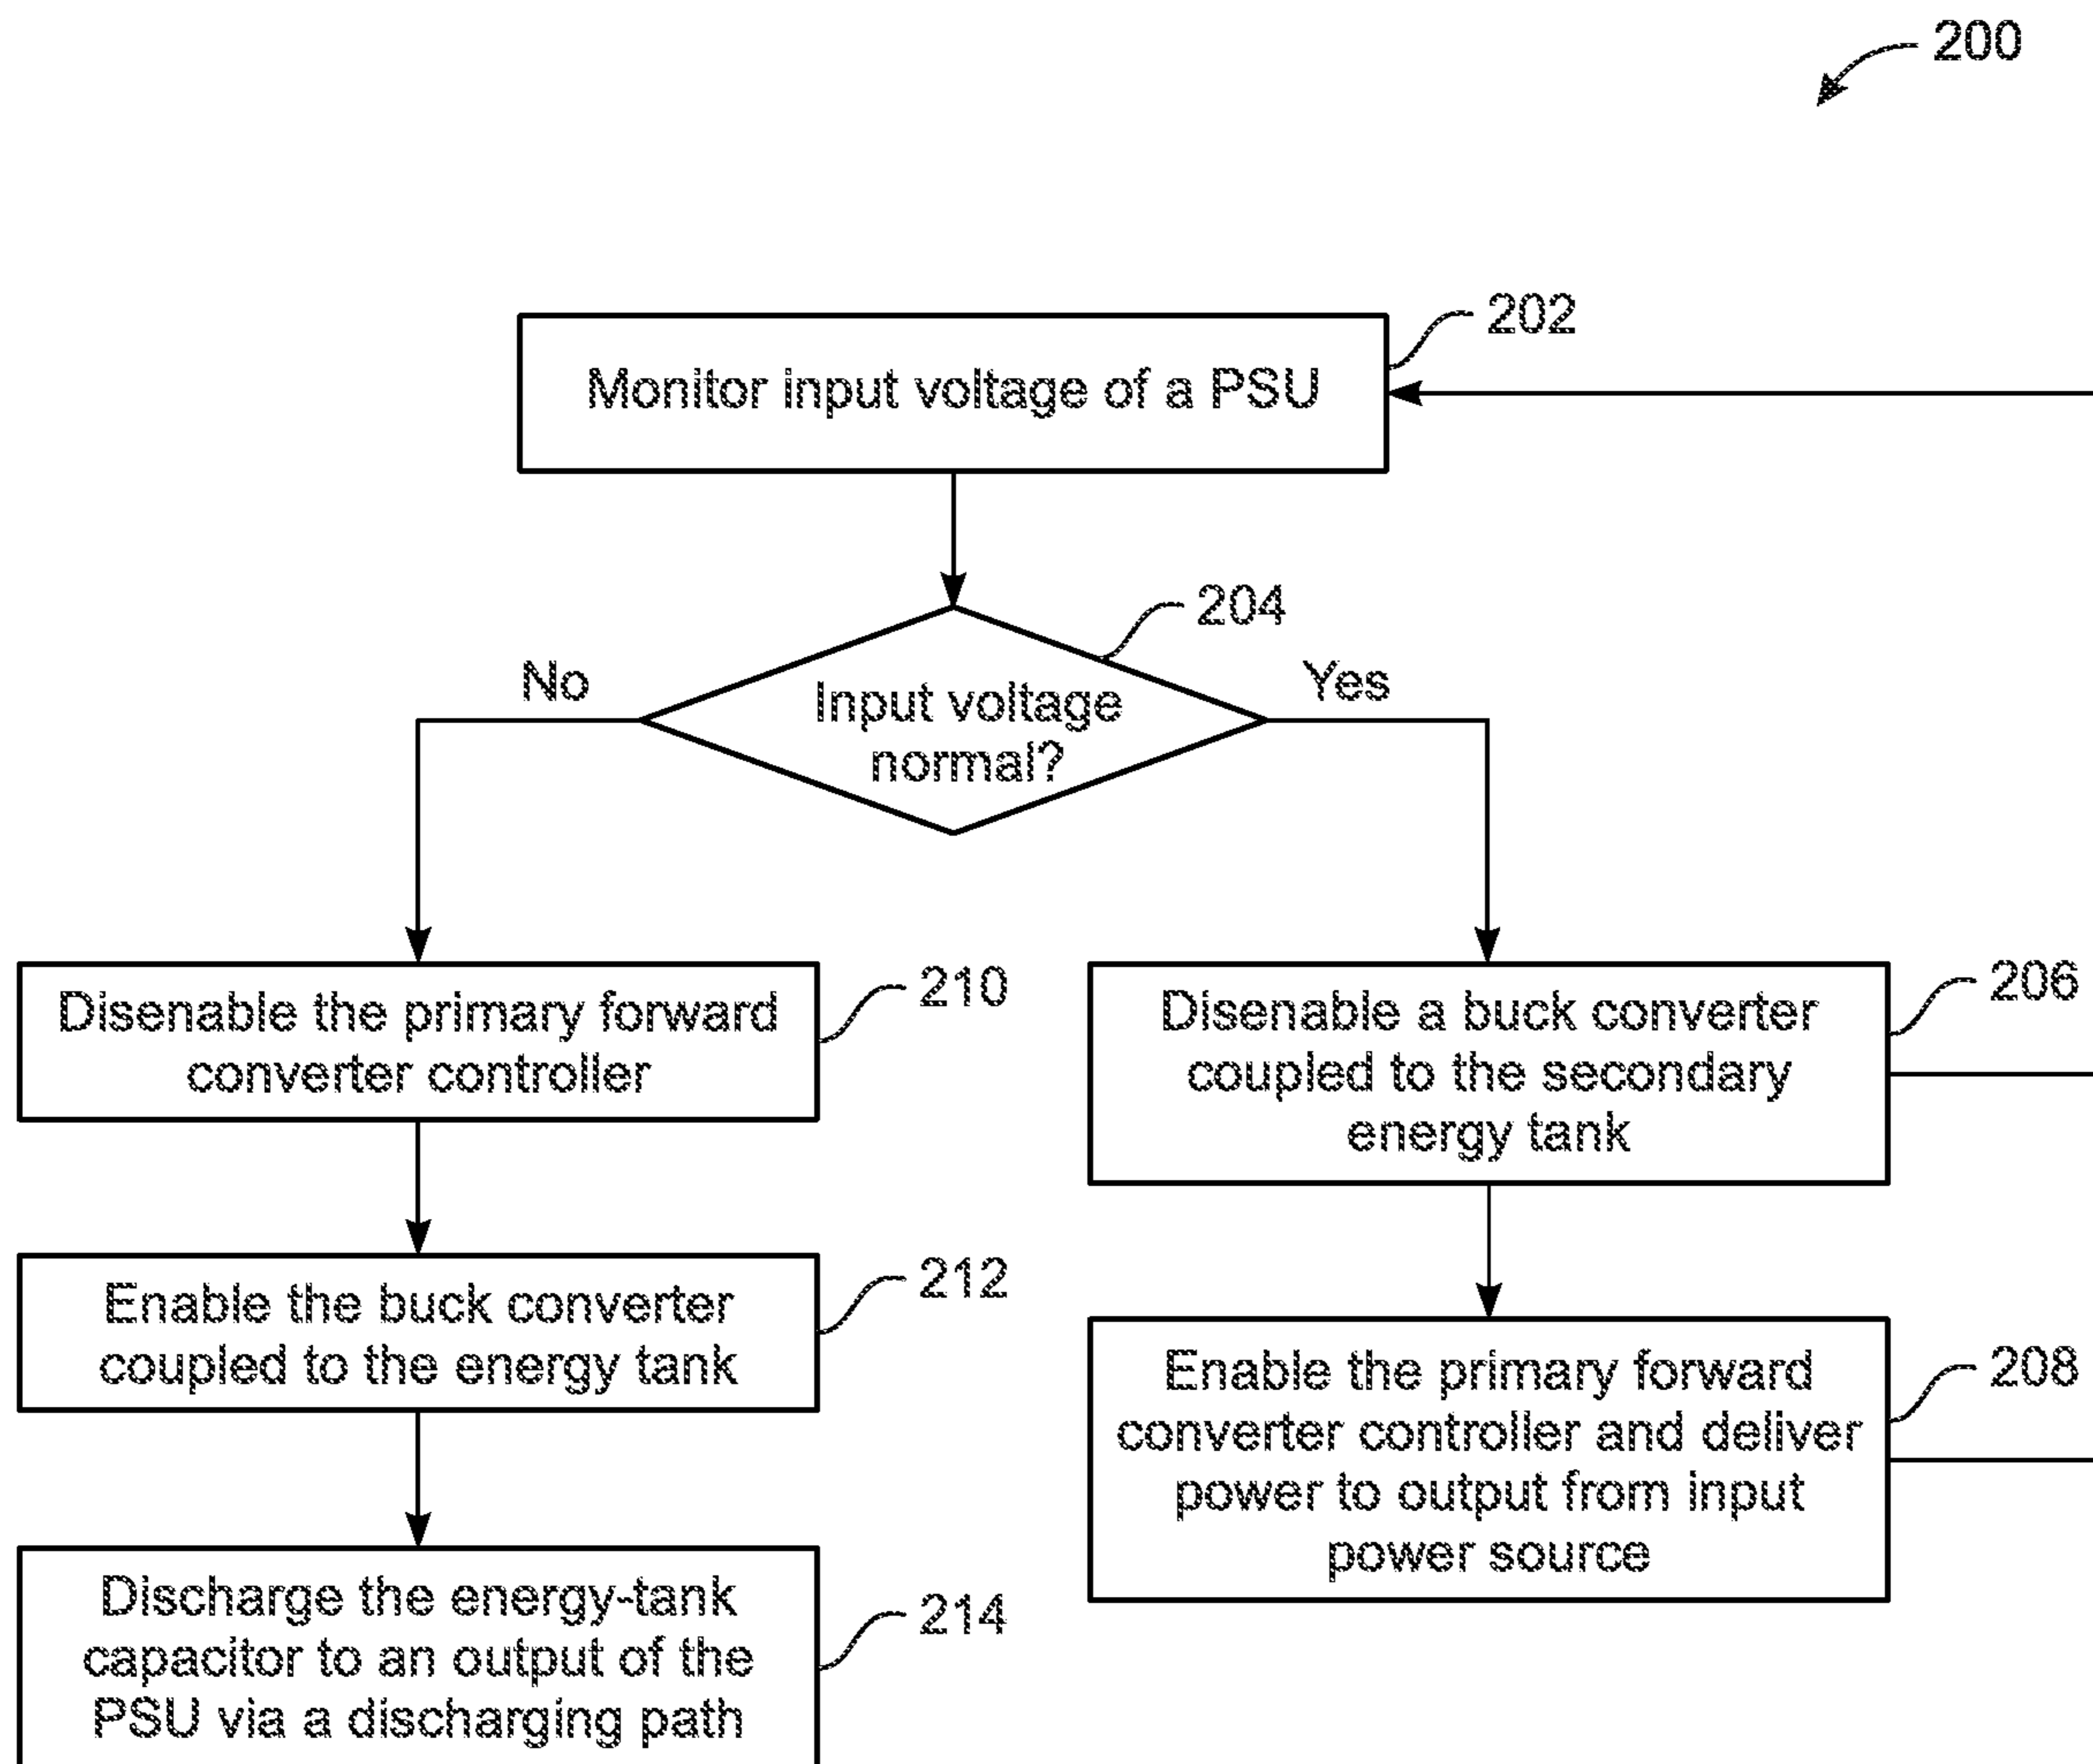 200
202
Monitor input voltage of a PSU
204
No
Yes
Input voltage
normal?
210
Disenable the primary forward
converter controller
206
Disenable a buck converter
coupled to the secondary
energy tank
212
Enable the buck converter
coupled to the energy tank
208
Enable the primary forward
converter controller and deliver
power to output from input
power source
214
Discharge the energy-tank
capacitor to an output of the
PSU via a discharging path